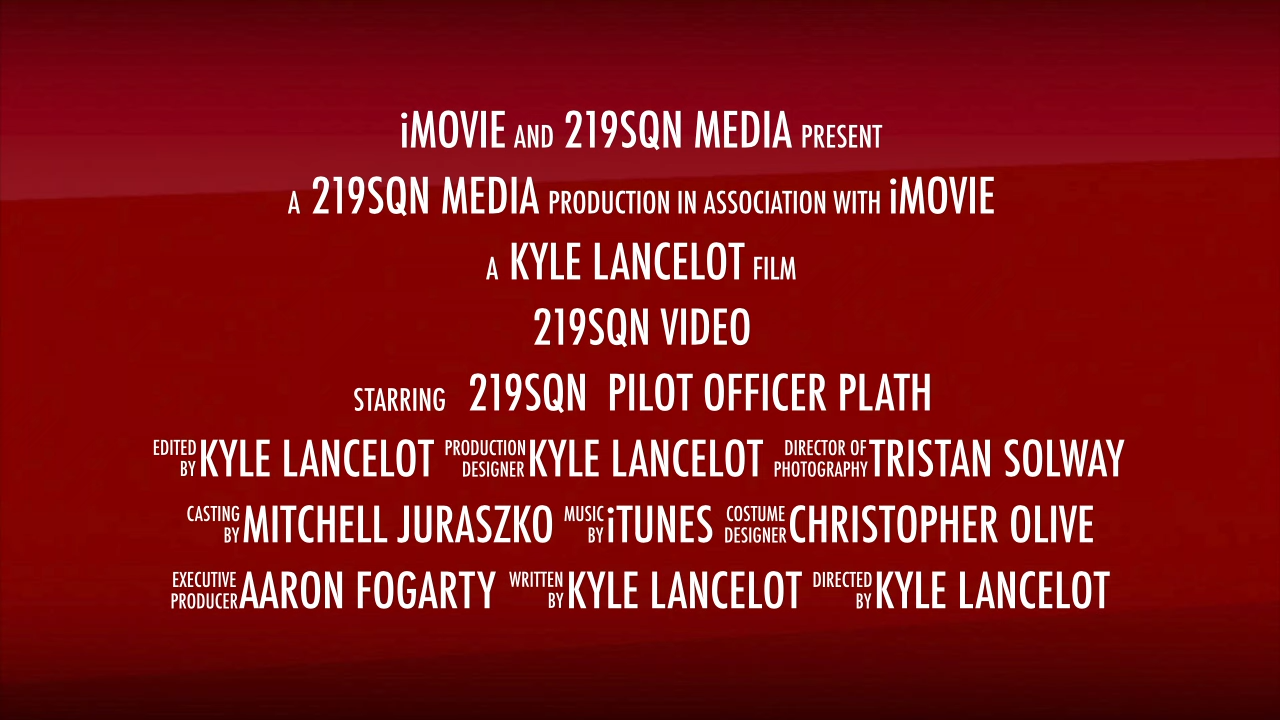 iMOVIE AND 219SQN MEDIA PRESENT
A 219SQN MEDIA PRODUCTION IN ASSOCIATION WITH iMOVIE
A KYLE LANCELOT FILM
219SQN VIDEO
STARRING 219SQN PILOT OFFICER PLATH
EDITED BY KYLE LANCELOT PRODUCTION DESIGNER KYLE LANCELOT DIRECTOR OF PHOTOGRAPHY TRISTAN SOLWAY
CASTING BY MITCHELL JURASZKO MUSIC BY iTUNES COSTUME DESIGNER CHRISTOPHER OLIVE
EXECUTIVE PRODUCER AARON FOGARTY WRITTEN BY KYLE LANCELOT DIRECTED BY KYLE LANCELOT